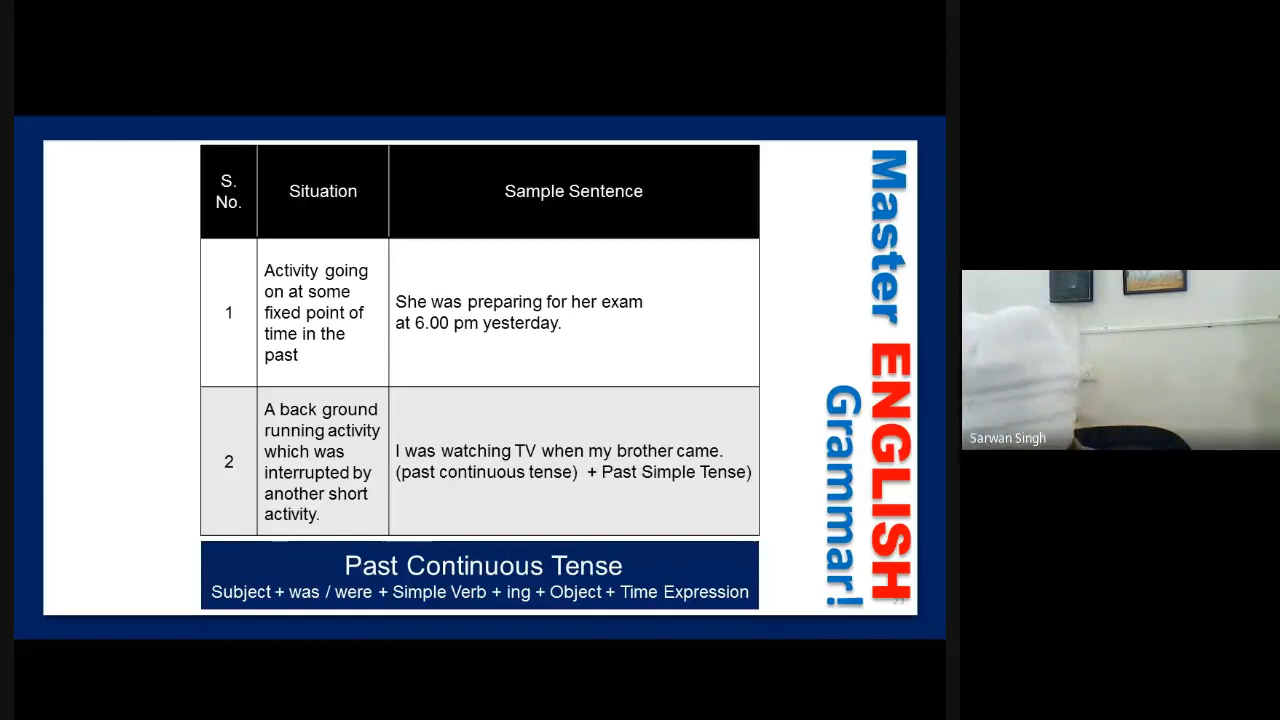 S.
No.
Situation
Sample Sentence
1
Activity going
on at some
fixed point of
time in the
past
She was preparing for her exam
at 6.00 pm yesterday.
2
A back ground
running activity
which was
interrupted by
another short
activity.
I was watching TV when my brother came.
(past continuous tense) + Past Simple Tense)
Past Continuous Tense
Subject + was / were + Simple Verb + ing + Object + Time Expression
Master ENGLISH
Grammar!
Sarwan Singh